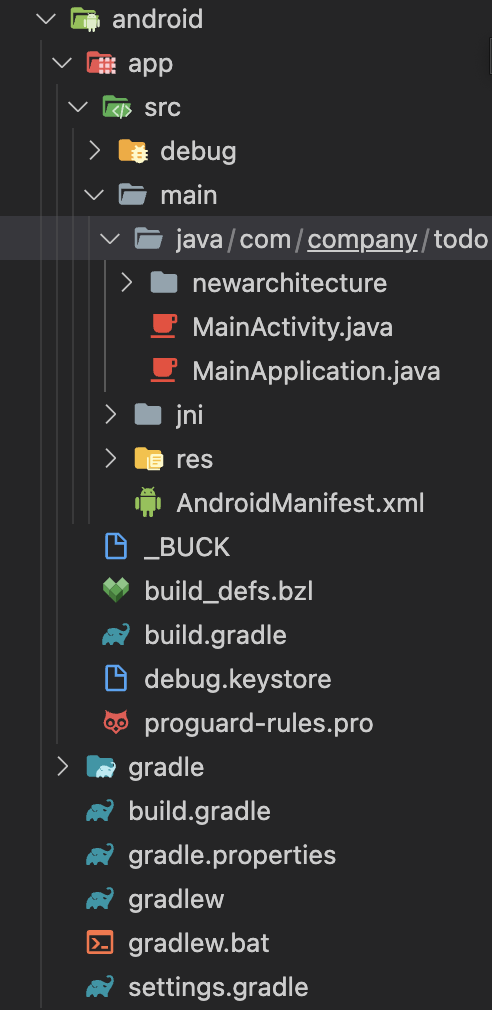 android
app
src
debug
main
java/com/company/todo
newarchitecture
MainActivity.java
MainApplication.java
jni
res
AndroidManifest.xml
_BUCK
build_defs.bzl
build.gradle
debug.keystore
proguard-rules.pro
gradle
build.gradle
gradle.properties
gradlew
gradlew.bat
settings.gradle